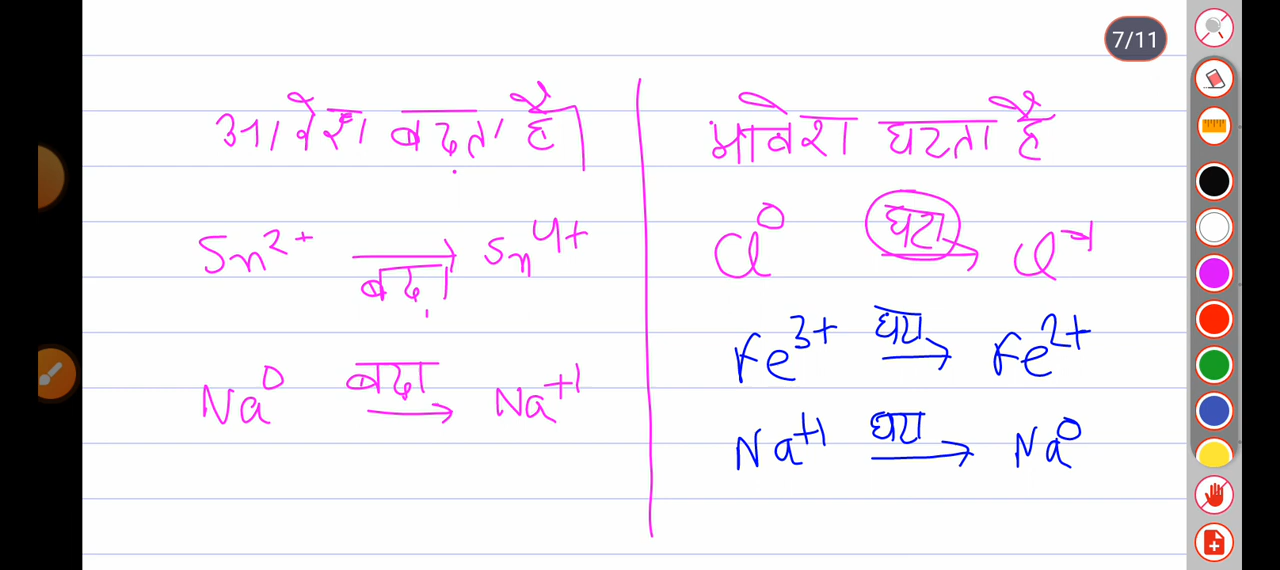 7/11
आवेश बढ़ता है।
Sn²⁺ बढ़ा → Sn⁴⁺
Na⁰ बढ़ा → Na⁺¹
आवेश घटता है
Cl⁰ घटा → Cl⁻¹
Fe³⁺ घटा → Fe²⁺
Na⁺¹ घटा → Na⁰